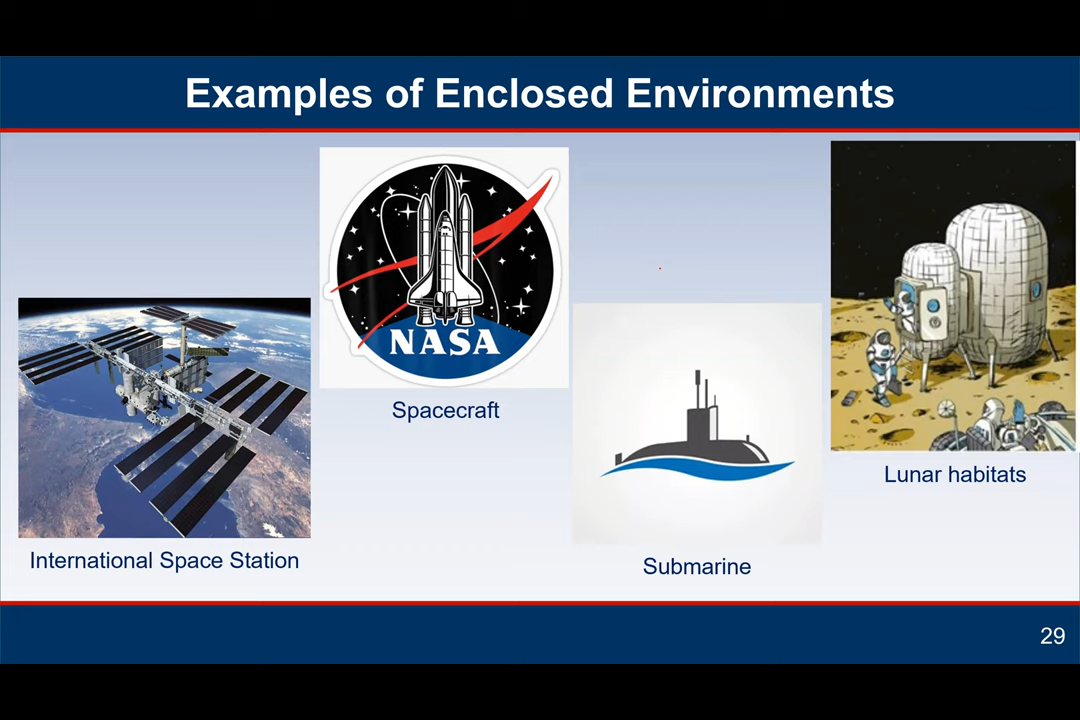 Examples of Enclosed Environments
NASA
Spacecraft
Lunar habitats
International Space Station
Submarine
29